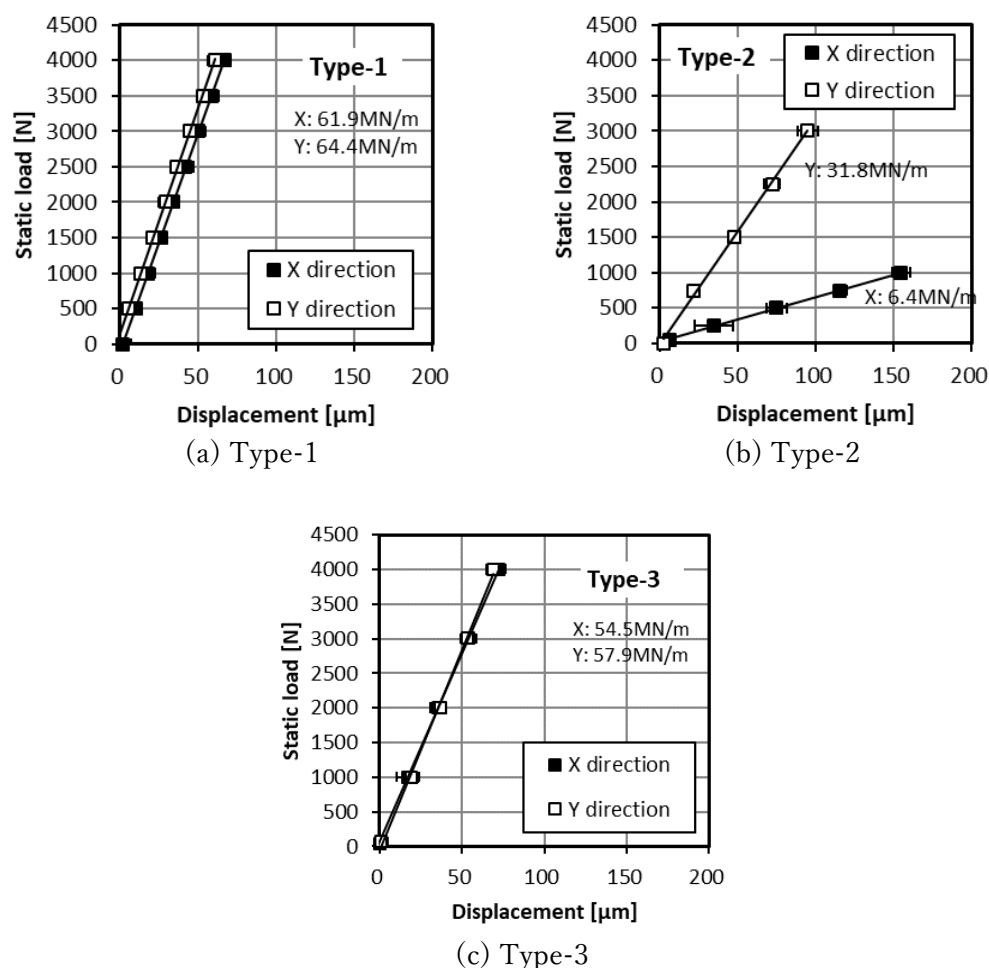 4500
4000
3500
3000
2500
2000
1500
1000
500
0
Static load [N]
Type-1
X: 61.9MN/m
Y: 64.4MN/m
X direction
Y direction
0 50 100 150 200
Displacement [µm]
(a) Type-1
4500
4000
3500
3000
2500
2000
1500
1000
500
0
Static load [N]
Type-2
X direction
Y direction
Y: 31.8MN/m
X: 6.4MN/m
0 50 100 150 200
Displacement [µm]
(b) Type-2
4500
4000
3500
3000
2500
2000
1500
1000
500
0
Static load [N]
Type-3
X: 54.5MN/m
Y: 57.9MN/m
X direction
Y direction
0 50 100 150 200
Displacement [µm]
(c) Type-3